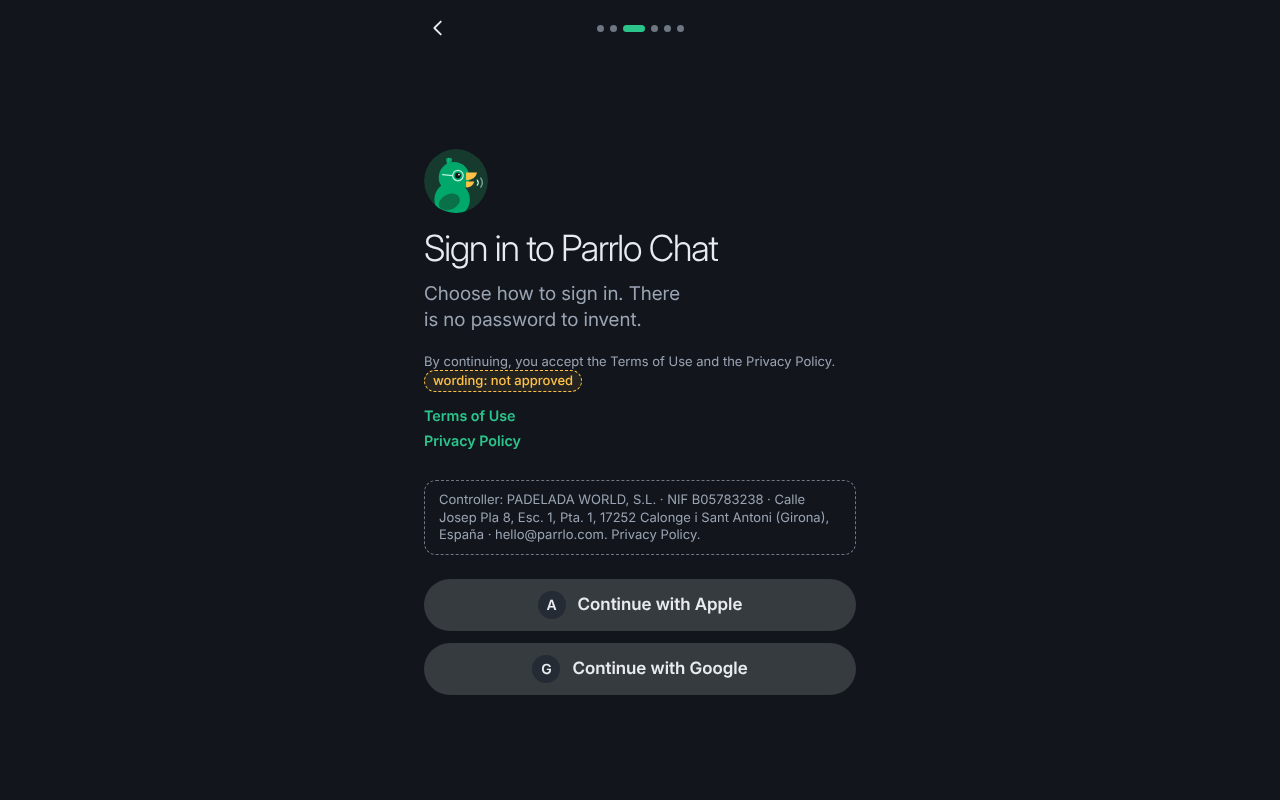 Sign in to Parrlo Chat
Choose how to sign in. There
is no password to invent.
By continuing, you accept the Terms of Use and the Privacy Policy.
wording: not approved
Terms of Use
Privacy Policy
Controller: PADELADA WORLD, S.L. · NIF B05783238 · Calle
Josep Pla 8, Esc. 1, Pta. 1, 17252 Calonge i Sant Antoni (Girona),
España · hello@parrlo.com. Privacy Policy.
A Continue with Apple
G Continue with Google